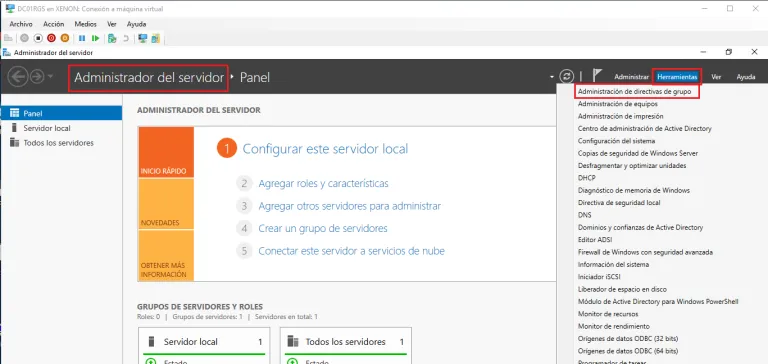 DC01RGS en XENON: Conexión a máquina virtual
Archivo Acción Medios Ver Ayuda
Administrador del servidor
Administrador del servidor Panel
Administrar Herramientas Ver Ayuda
Panel
Servidor local
Todos los servidores
ADMINISTRADOR DEL SERVIDOR
INICIO RÁPIDO
NOVEDADES
OBTENER MÁS
INFORMACIÓN
1 Configurar este servidor local
2 Agregar roles y características
3 Agregar otros servidores para administrar
4 Crear un grupo de servidores
5 Conectar este servidor a servicios de nube
GRUPOS DE SERVIDORES Y ROLES
Roles: 0 | Grupos de servidores: 1 | Servidores en total: 1
Servidor local 1
Estado
Todos los servidores 1
Estado
Administración de directivas de grupo
Administración de equipos
Administración de impresión
Centro de administración de Active Directory
Configuración del sistema
Copias de seguridad de Windows Server
Desfragmentar y optimizar unidades
DHCP
Diagnóstico de memoria de Windows
Directiva de seguridad local
DNS
Dominios y confianzas de Active Directory
Editor ADSI
Firewall de Windows con seguridad avanzada
Información del sistema
Iniciador iSCSI
Liberador de espacio en disco
Módulo de Active Directory para Windows PowerShell
Monitor de recursos
Monitor de rendimiento
Orígenes de datos ODBC (32 bits)
Orígenes de datos ODBC (64 bits)
Programador de tareas